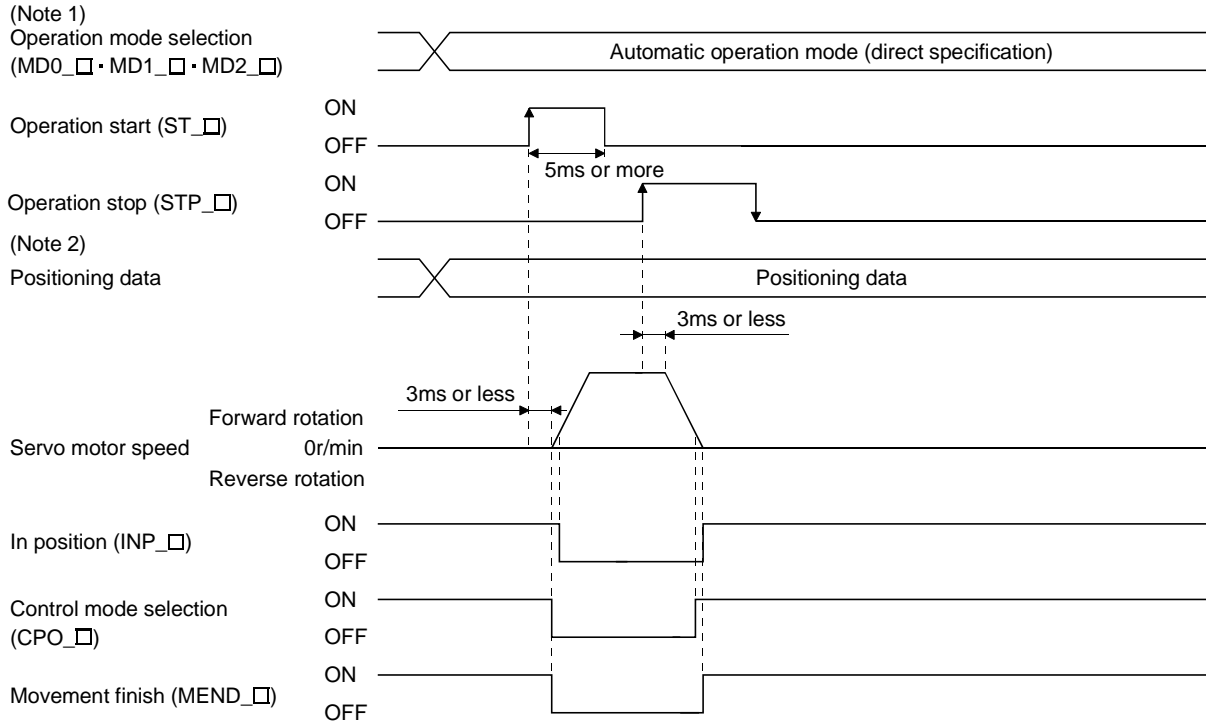 (Note 1)
Operation mode selection
(MD0_□・MD1_□・MD2_□)
Automatic operation mode (direct specification)
ON
Operation start (ST_□)
OFF
5ms or more
ON
Operation stop (STP_□)
OFF
(Note 2)
Positioning data
Positioning data
3ms or less
3ms or less
Forward rotation
Servo motor speed 0r/min
Reverse rotation
ON
In position (INP_□)
OFF
ON
Control mode selection
(CPO_□)
OFF
ON
Movement finish (MEND_□)
OFF